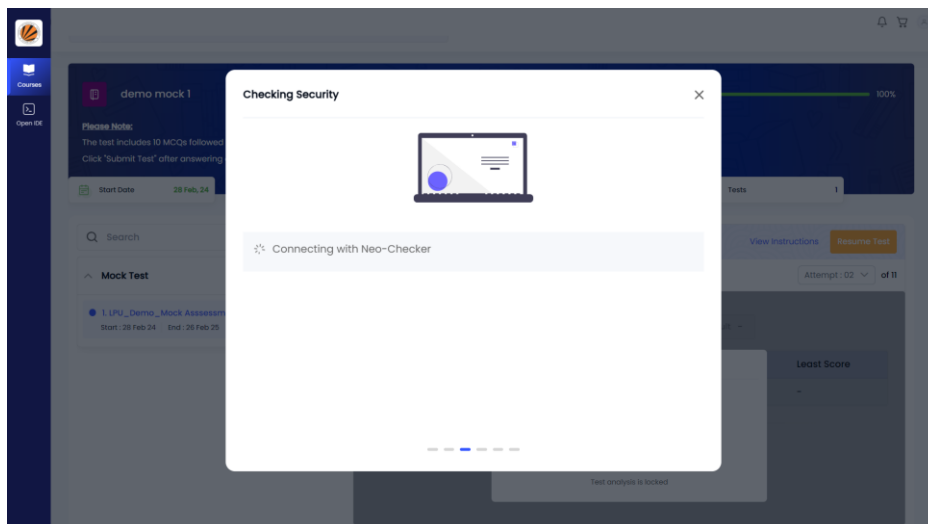 Courses
Open IDE
demo mock 1
100%
Please Note:
The test includes 10 MCQs followed
Click "Submit Test" after answering
Start Date 28 Feb, 24
Tests 1
Checking Security
Connecting with Neo-Checker
Search
View Instructions
Resume Test
Mock Test
Attempt : 02
of 11
1. LPU_Demo_Mock Asssessm
Start : 28 Feb 24 End : 26 Feb 25
Least Score
-
Test analysis is locked